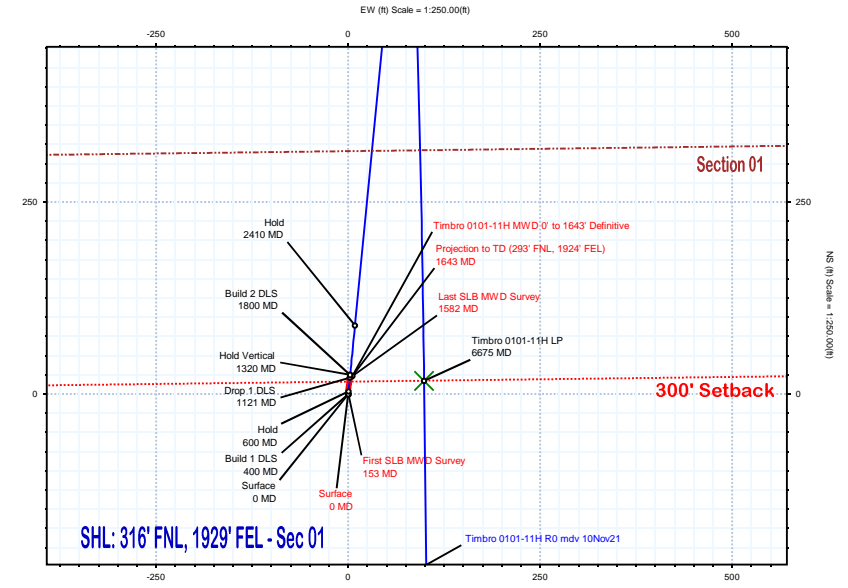 EW (ft) Scale = 1:250.00(ft)
-250 0 250 500
Section 01
250 250
Hold
2410 MD
Timbro 0101-11H MWD 0' to 1643' Definitive
Projection to TD (293' FNL, 1924' FEL)
1643 MD
NS (ft) Scale = 1:250.00(ft)
Build 2 DLS
1800 MD
Last SLB MWD Survey
1582 MD
Hold Vertical
1320 MD
Timbro 0101-11H LP
6675 MD
Drop 1 DLS
1121 MD
0 0
300' Setback
Hold
600 MD
Build 1 DLS
400 MD
First SLB MWD Survey
153 MD
Surface
0 MD
Surface
0 MD
SHL: 316' FNL, 1929' FEL - Sec 01
Timbro 0101-11H R0 mdv 10Nov21
-250 0 250 500